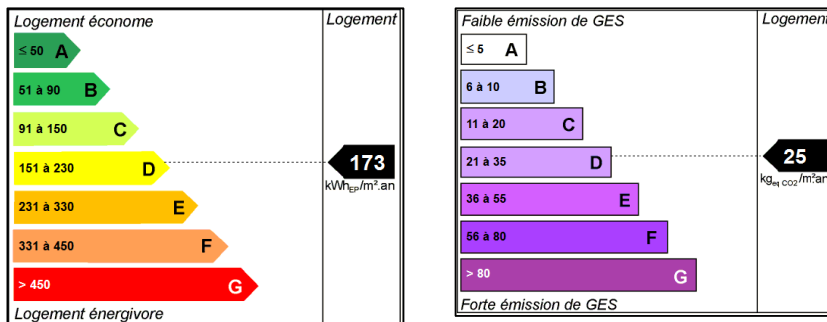 Logement économe
Logement
≤ 50 A
51 à 90 B
91 à 150 C
151 à 230 D
173
kWhEP/m².an
231 à 330 E
331 à 450 F
> 450 G
Logement énergivore
Faible émission de GES
Logement
≤ 5 A
6 à 10 B
11 à 20 C
21 à 35 D
25
kgeq CO2/m².an
36 à 55 E
56 à 80 F
> 80 G
Forte émission de GES